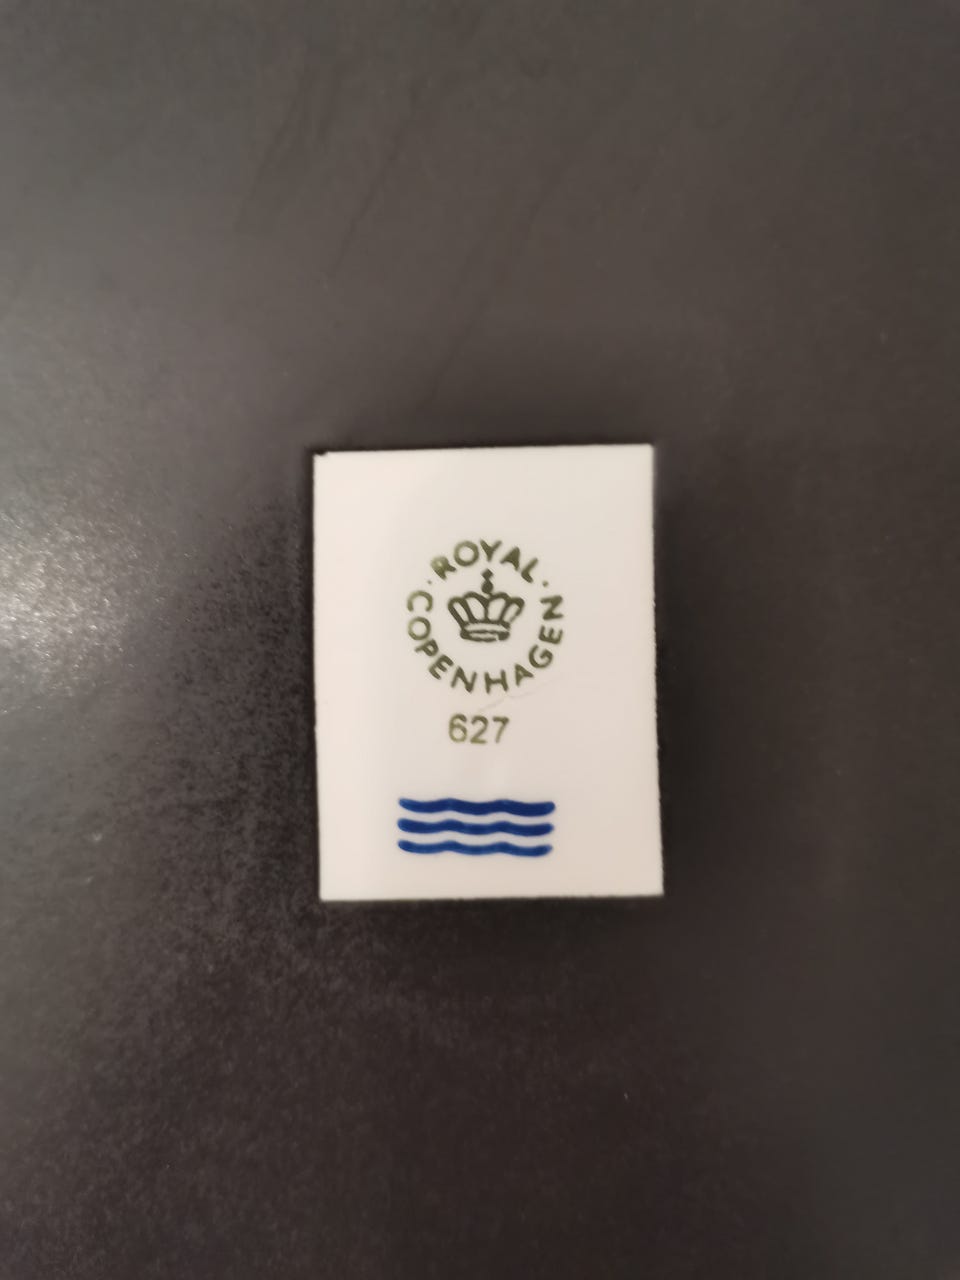 · ROYAL ·
COPENHAGEN
627